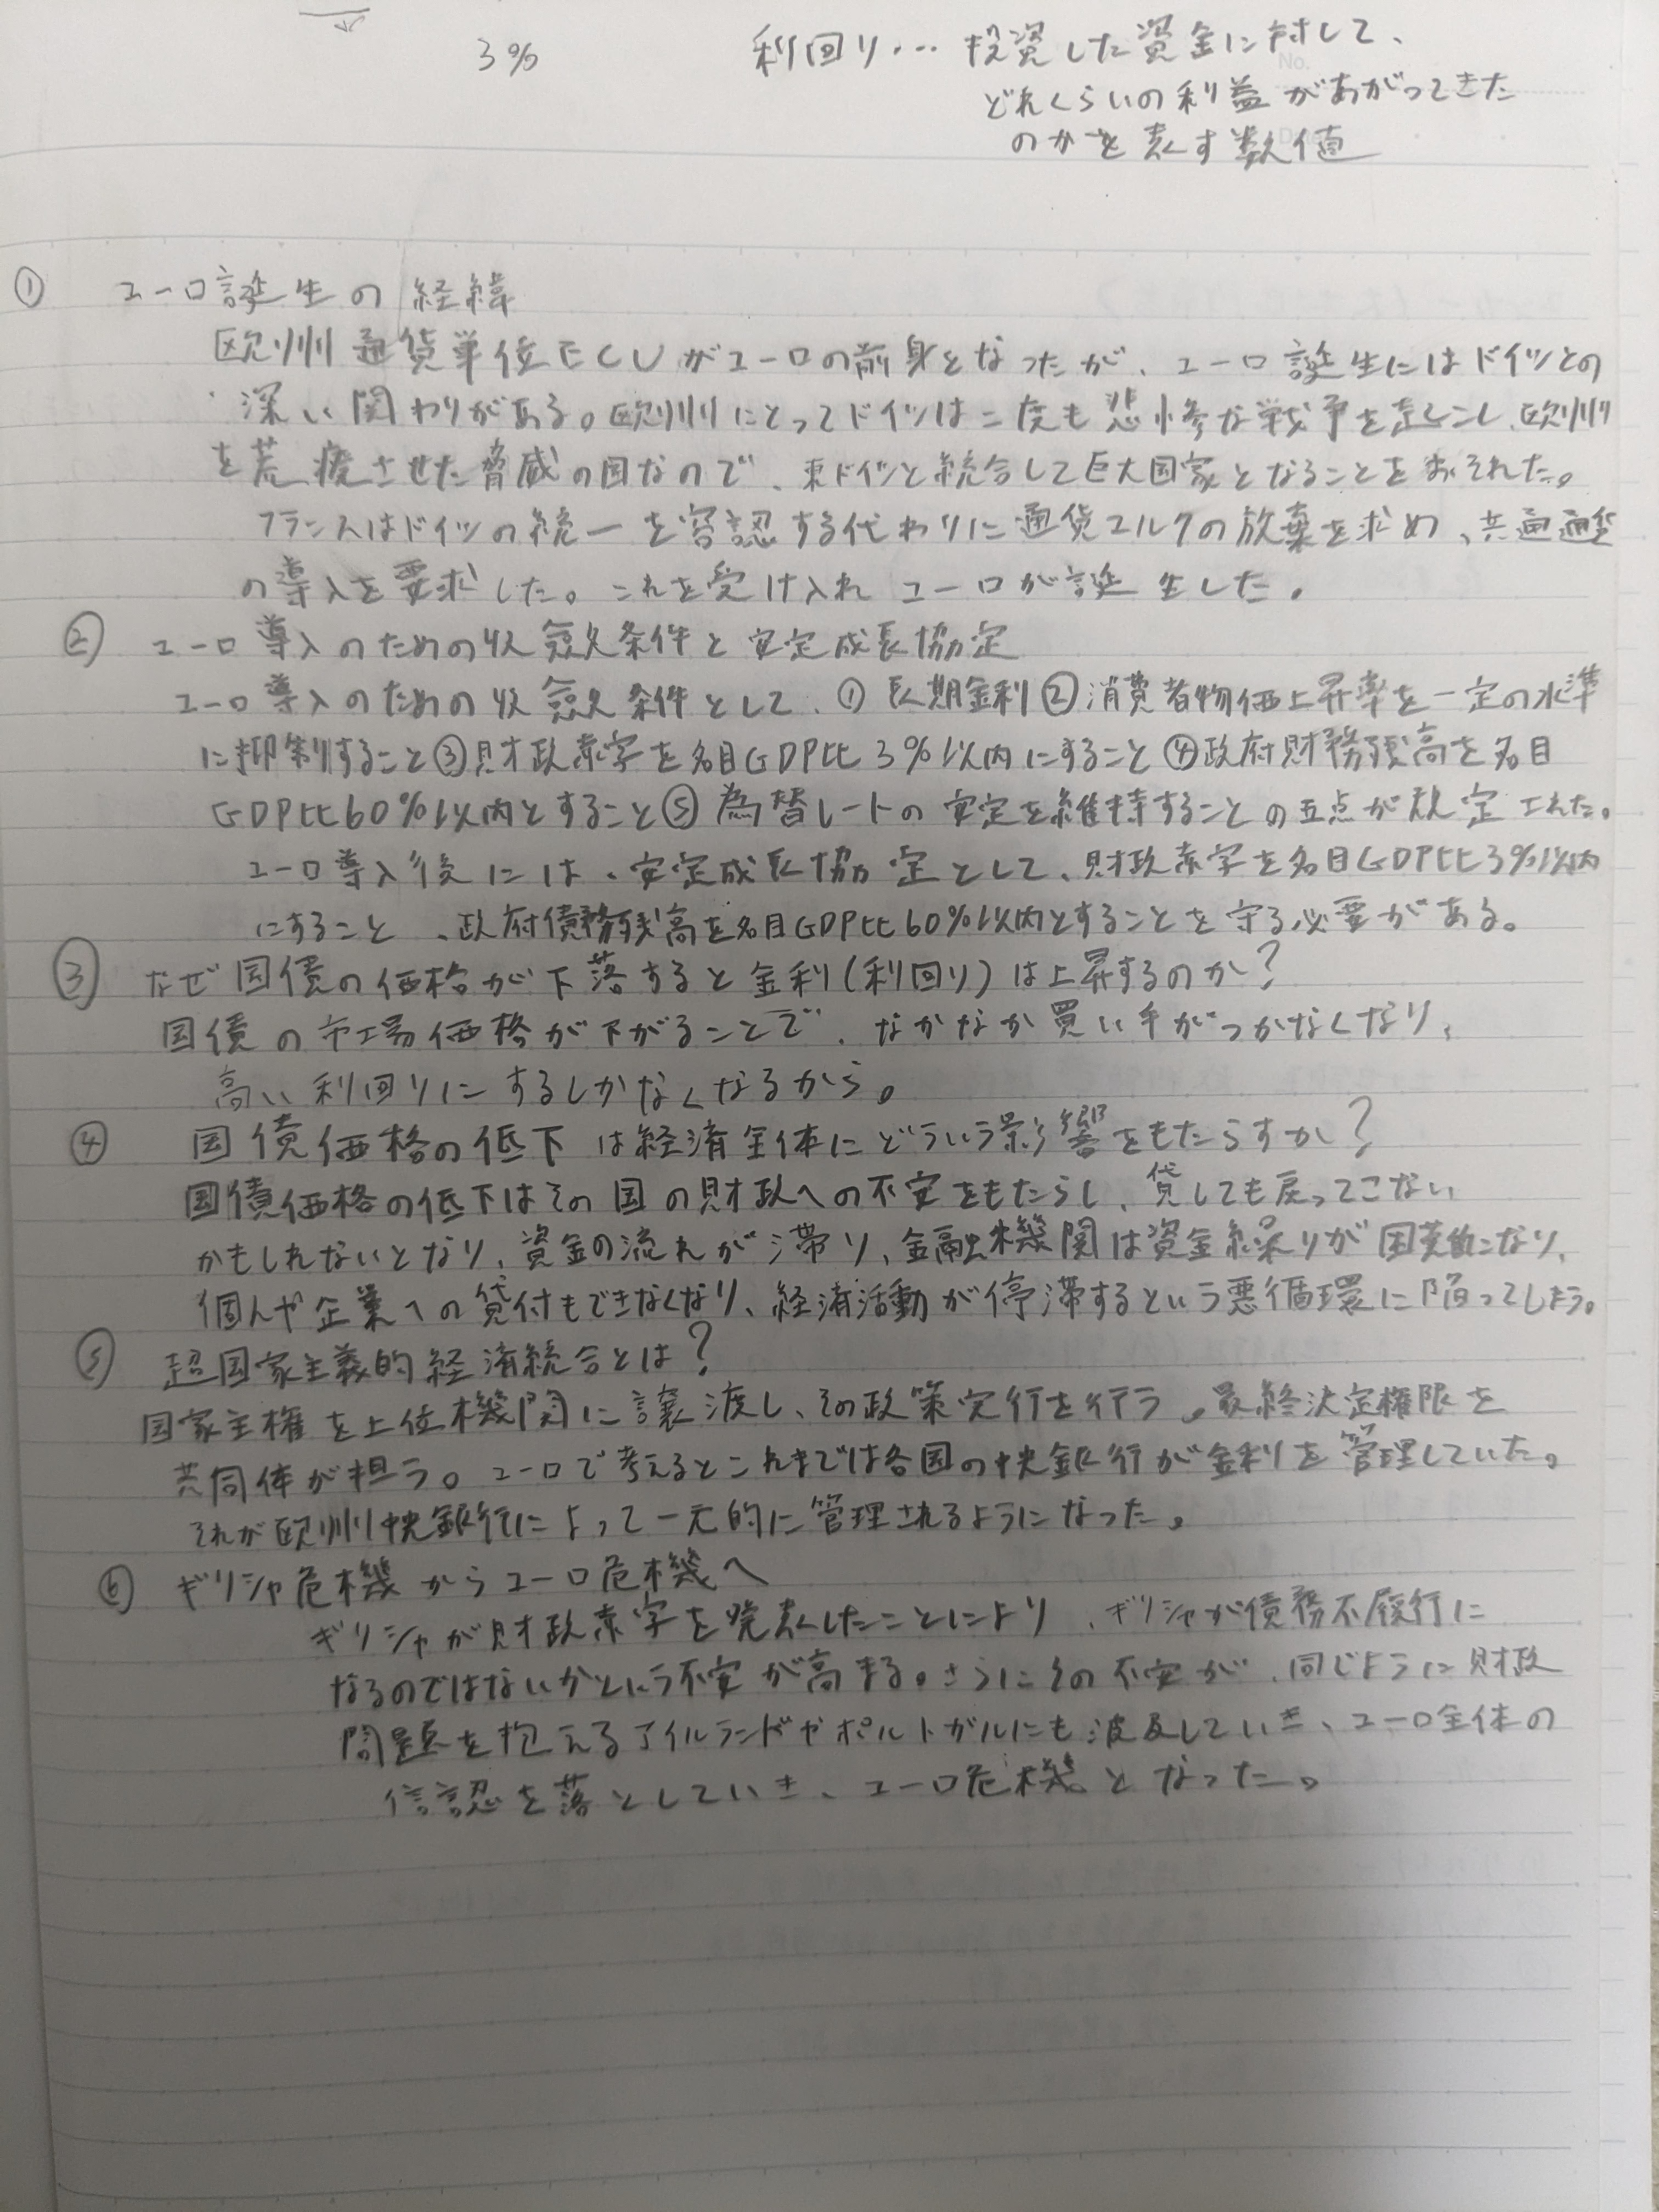 3%
利回り… 投資した資金に対して、
どれくらいの利益があがってきた
のかを表す数値
① ユーロ誕生の経緯
欧州通貨単位ECUがユーロの前身となったが、ユーロ誕生にはドイツとの
深い関わりがある。欧州にとってドイツは二度も悲惨な戦争を起こし、欧州
を荒廃させた脅威の国なので、東ドイツと統合して巨大国家となることをおそれた。
フランスはドイツの統一を容認する代わりに通貨マルクの放棄を求め、共通通貨
の導入を要求した。これを受け入れユーロが誕生した。
② ユーロ導入のための収斂条件と安定成長協定
ユーロ導入のための収斂条件として、①長期金利②消費者物価上昇率を一定の水準
に抑制すること③財政赤字を名目GDP比3%以内にすること④政府財務残高を名目
GDP比60%以内とすること⑤為替レートの安定を維持することの五点が規定された。
ユーロ導入後には、安定成長協定として、財政赤字を名目GDP比3%以内
にすること、政府債務残高を名目GDP比60%以内とすることを守る必要がある。
③ なぜ国債の価格が下落すると金利(利回り)は上昇するのか?
国債の市場価格が下がることで、なかなか買い手がつかなくなり、
高い利回りにするしかなくなるから。
④ 国債価格の低下は経済全体にどういう影響をもたらすか?
国債価格の低下はその国の財政への不安をもたらし、貸しても戻ってこない
かもしれないとなり、資金の流れが滞り、金融機関は資金繰りが困難になり、
個人や企業への貸付もできなくなり、経済活動が停滞するという悪循環に陥ってしまう。
⑤ 超国家主義的経済統合とは?
国家主権を上位機関に譲渡し、その政策実行を行う。最終決定権限を
共同体が担う。ユーロで考えるとこれまでは各国の中央銀行が金利を管理していた。
それが欧州中央銀行によって一元的に管理されるようになった。
⑥ ギリシャ危機からユーロ危機へ
ギリシャが財政赤字を発表したことにより、ギリシャが債務不履行に
なるのではないかという不安が高まる。さらにその不安が、同じように財政
問題を抱えるアイルランドやポルトガルにも波及していき、ユーロ全体の
信認を落としていき、ユーロ危機となった。